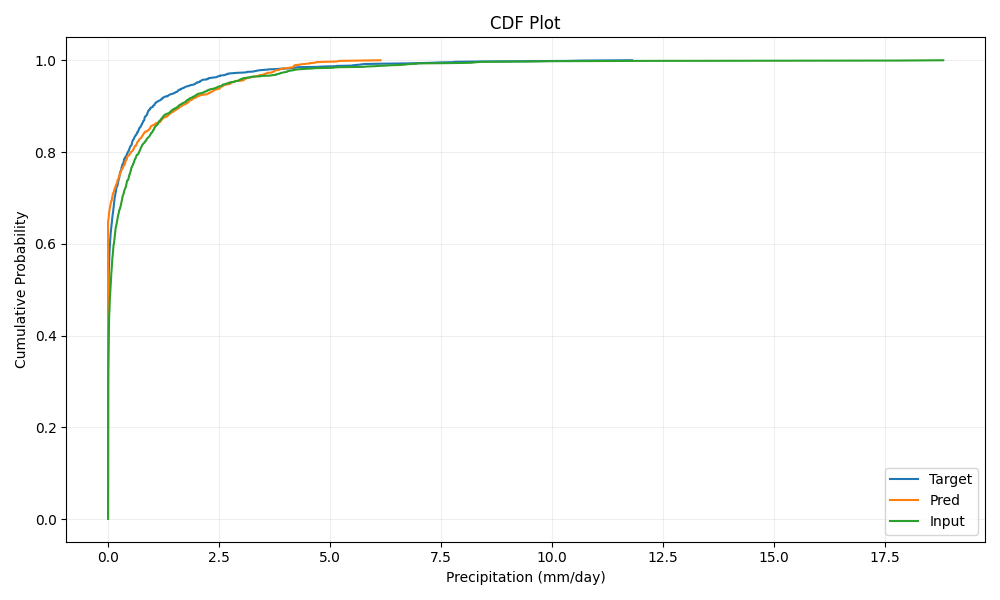 CDF Plot
Cumulative Probability
1.0
0.8
0.6
0.4
0.2
0.0
0.0 2.5 5.0 7.5 10.0 12.5 15.0 17.5
Precipitation (mm/day)
Target
Pred
Input